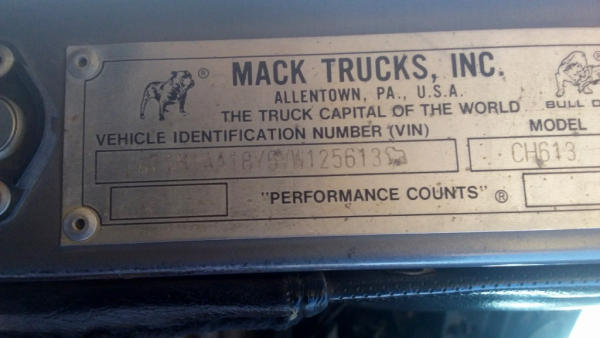 MACK TRUCKS, INC.
ALLENTOWN, PA., U.S.A.
THE TRUCK CAPITAL OF THE WORLD
BULL D
VEHICLE IDENTIFICATION NUMBER (VIN)
MODEL
CH613
"PERFORMANCE COUNTS" ®